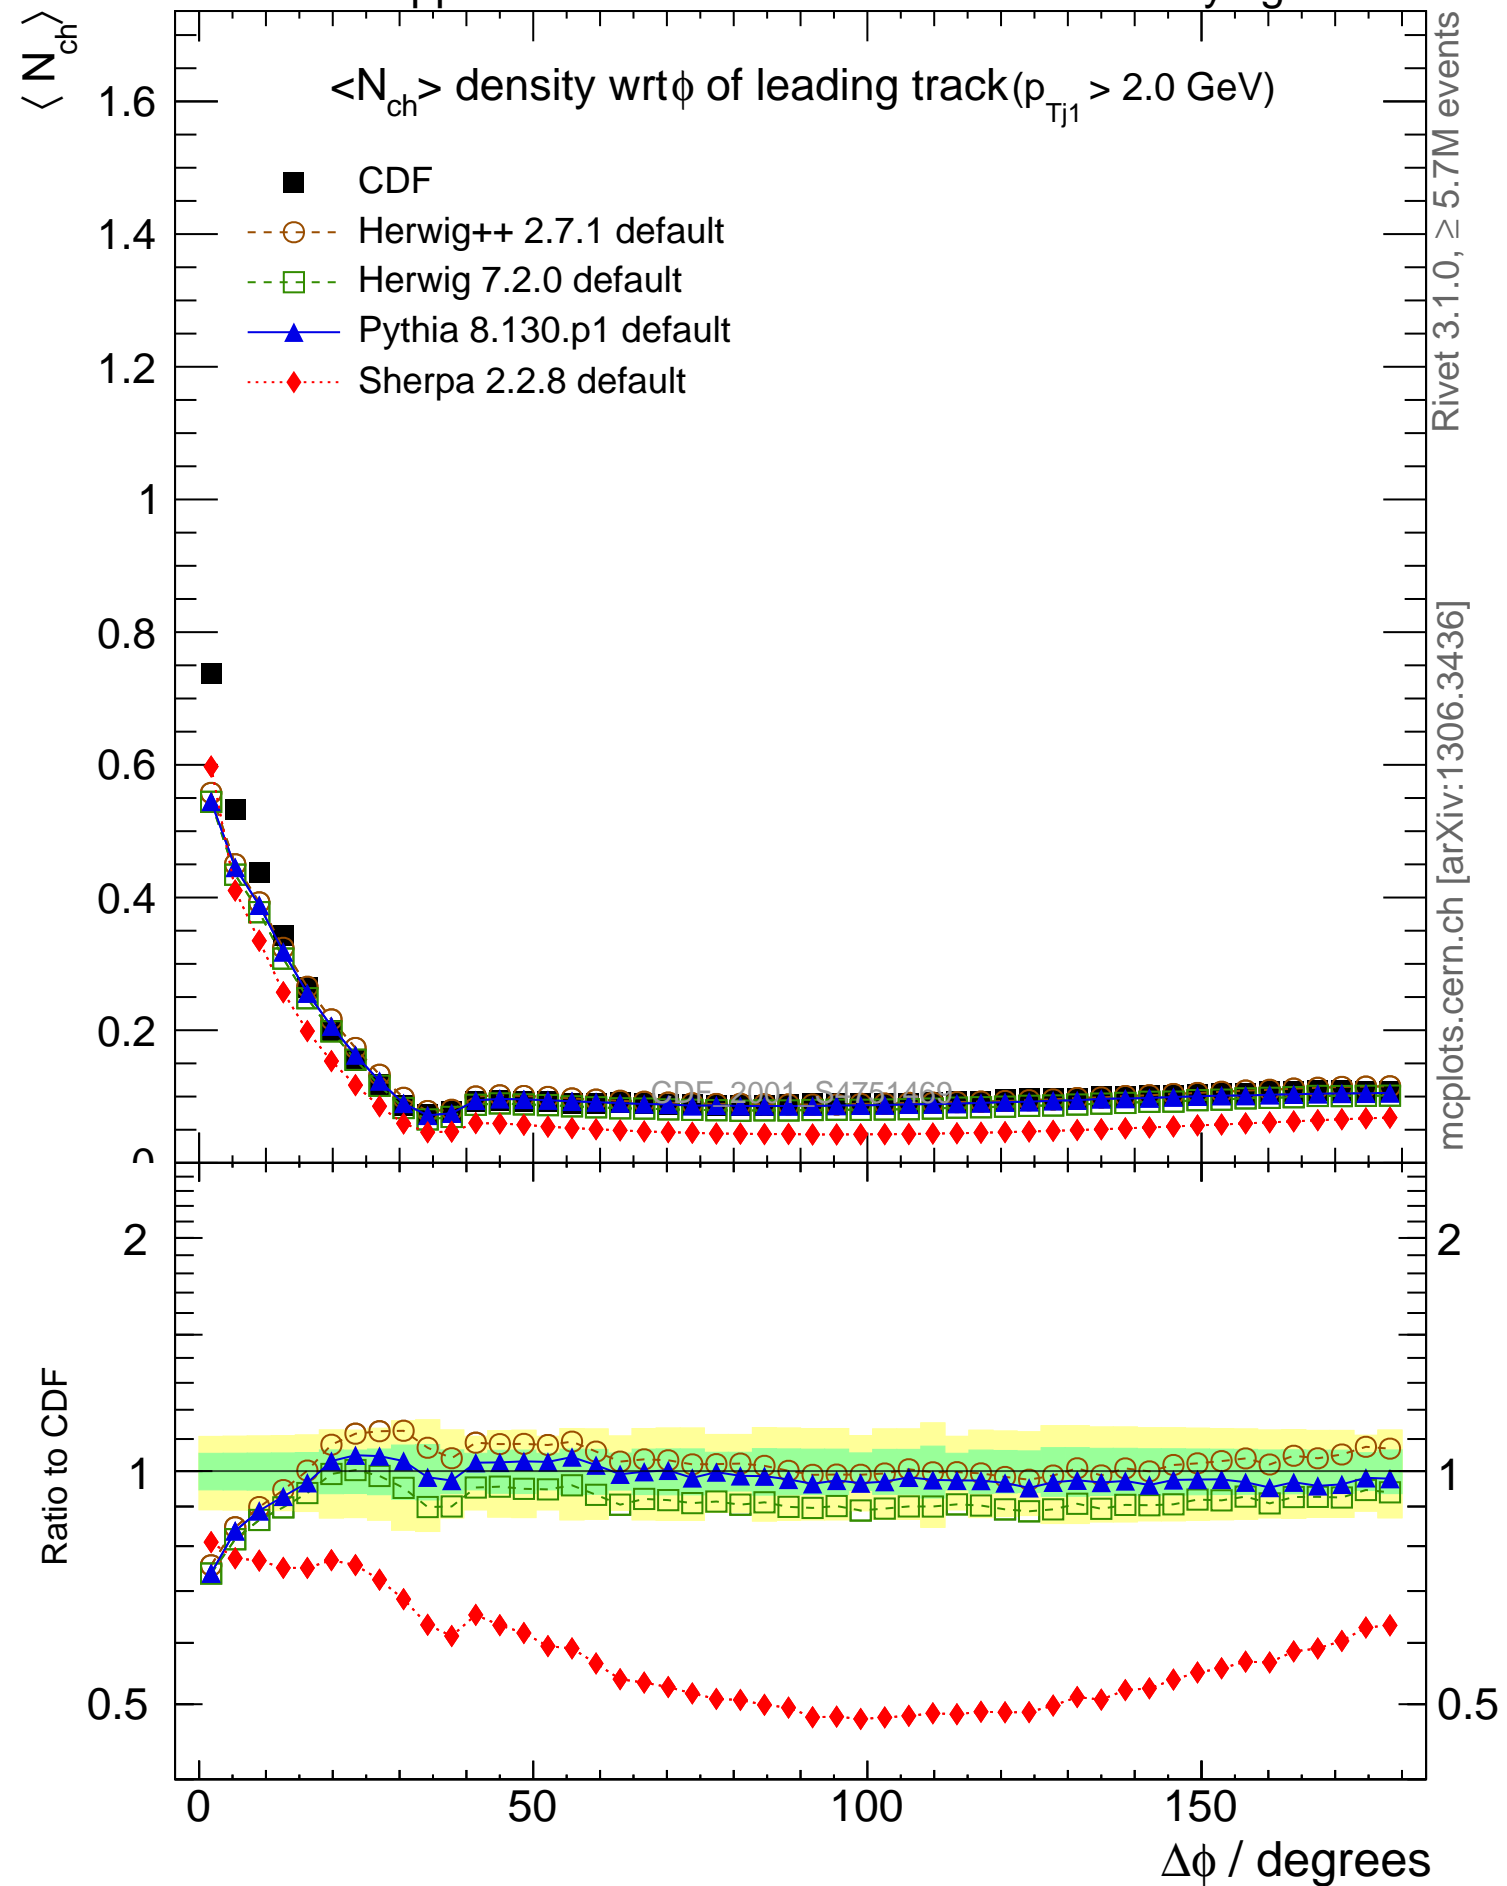 ⟨ N_ch ⟩
<N_ch> density wrt ϕ of leading track (p_Tj1 > 2.0 GeV)
CDF
Herwig++ 2.7.1 default
Herwig 7.2.0 default
Pythia 8.130.p1 default
Sherpa 2.2.8 default
1.6
1.4
1.2
1
0.8
0.6
0.4
0.2
0
CDF_2001_S4751469
Rivet 3.1.0, ≥ 5.7M events
mcplots.cern.ch [arXiv:1306.3436]
Ratio to CDF
2
1
0.5
2
1
0.5
0
50
100
150
Δϕ / degrees